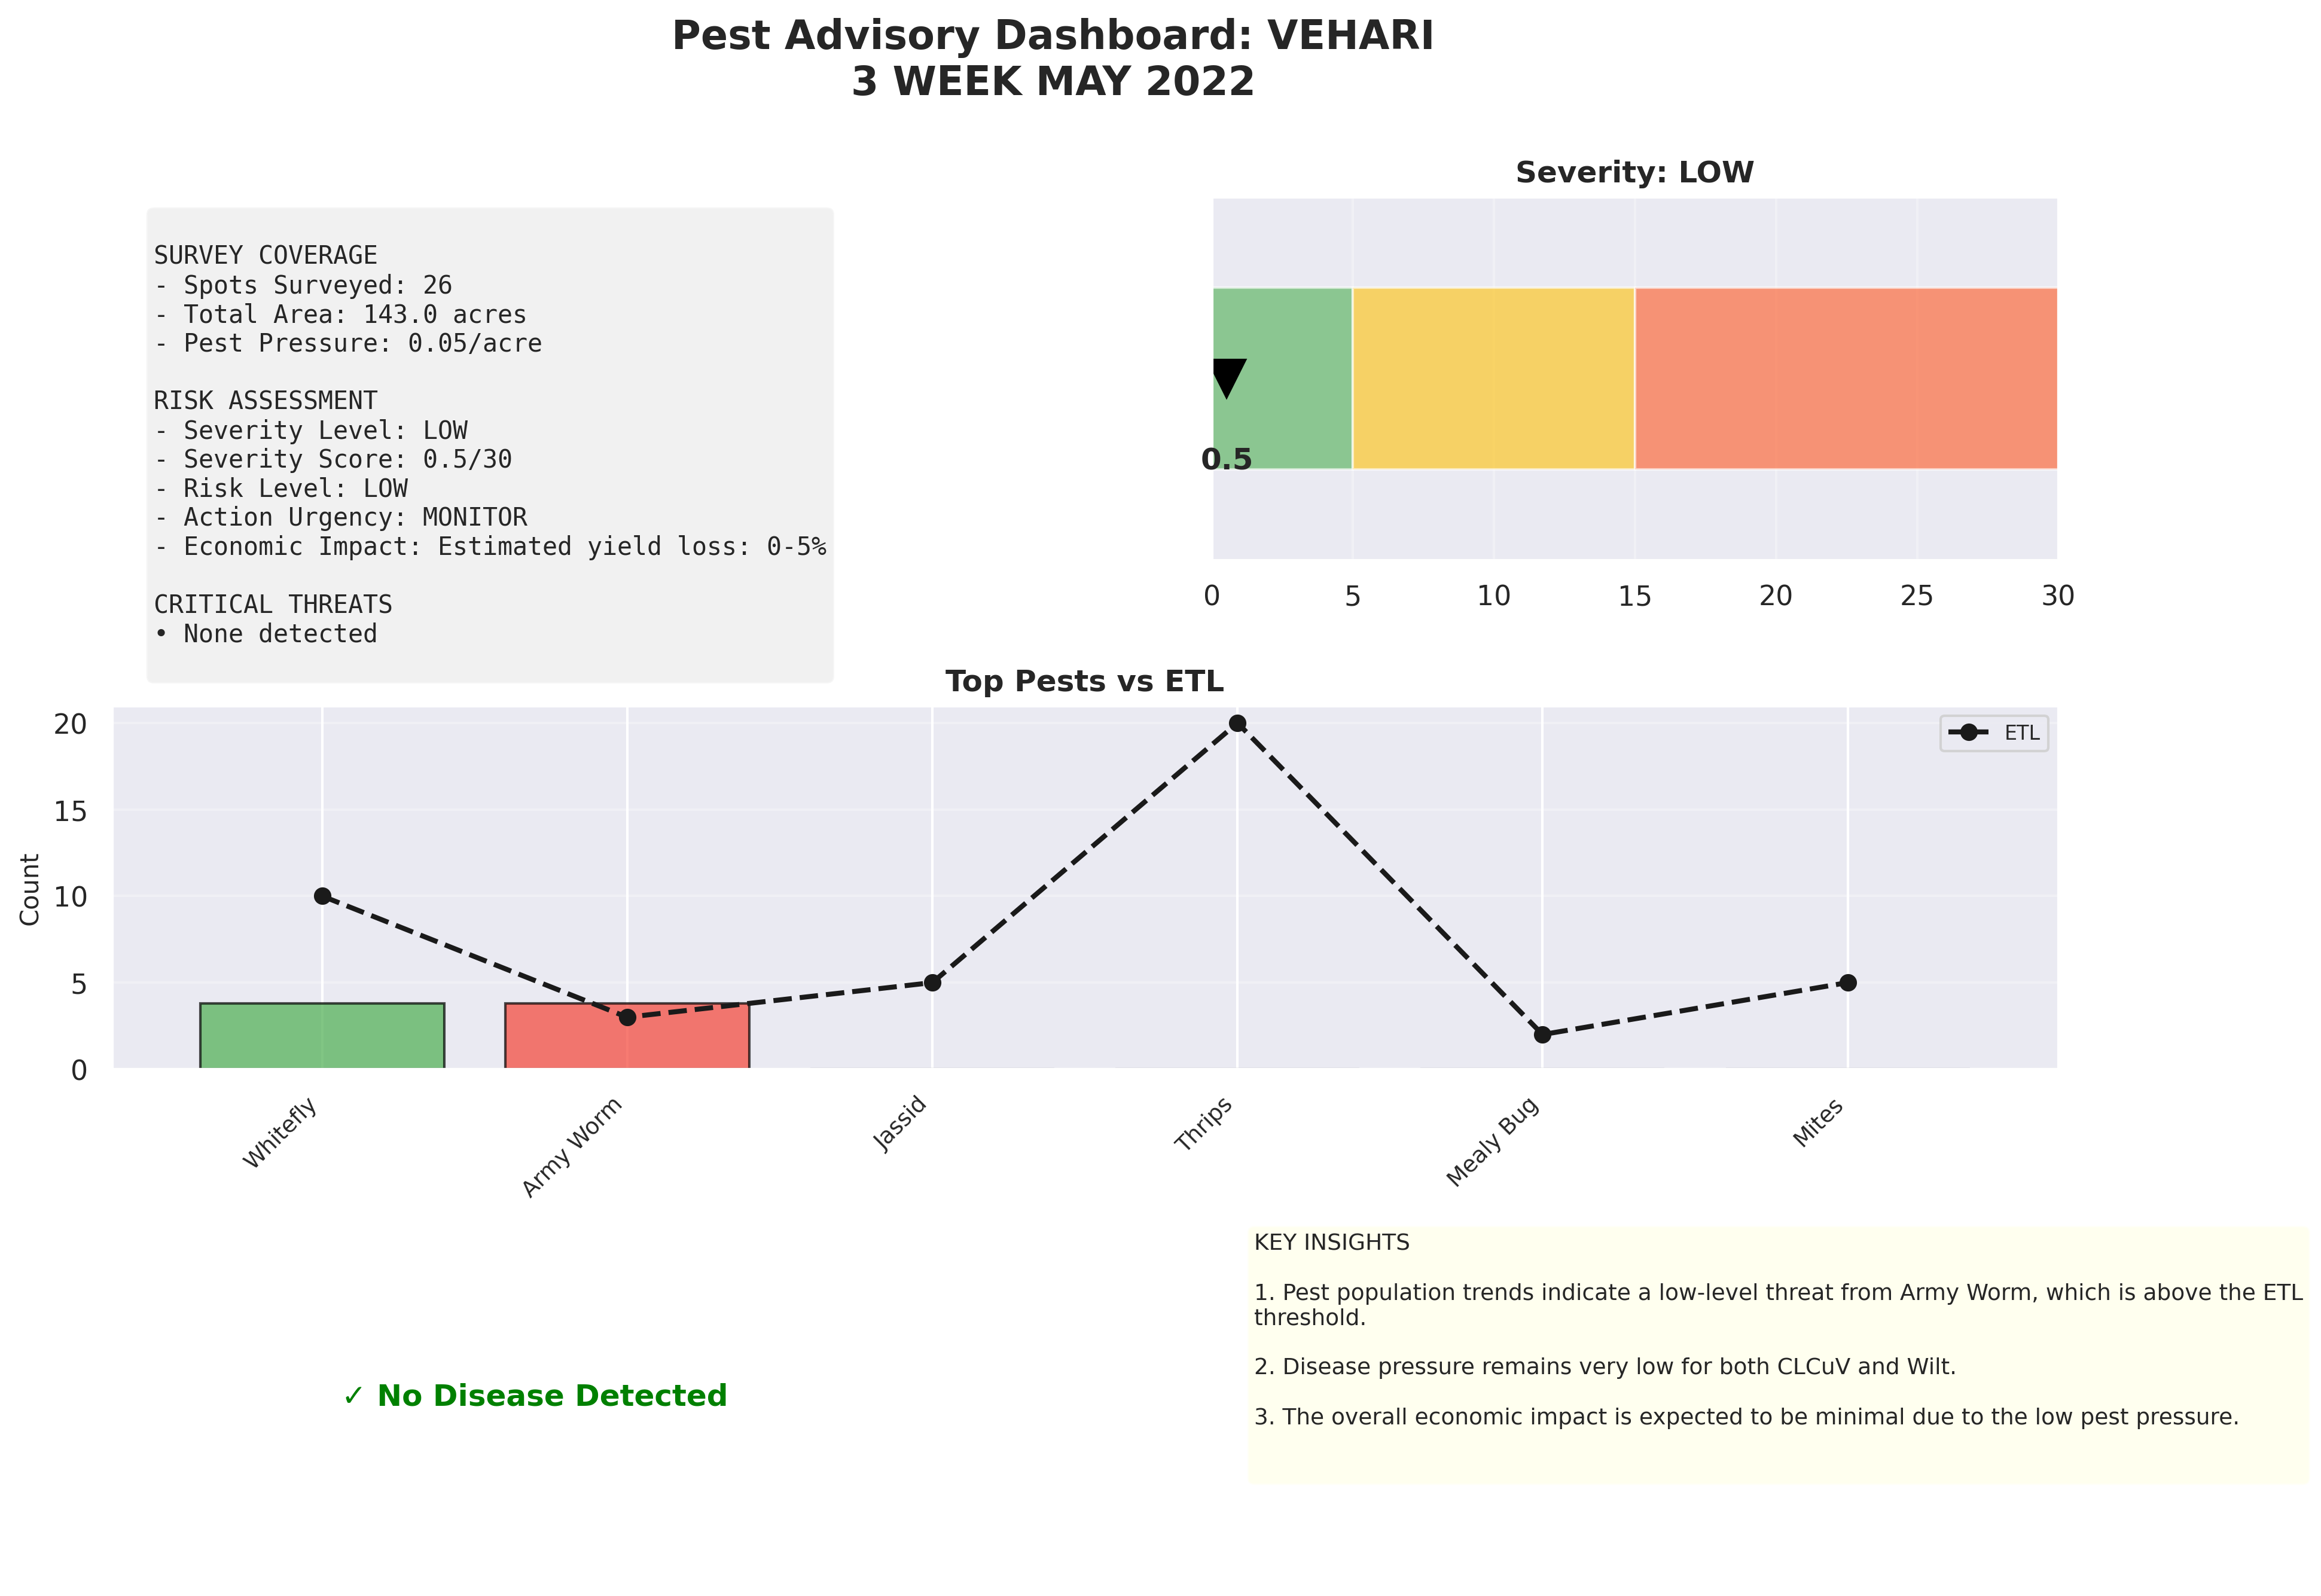 Pest Advisory Dashboard: VEHARI
3 WEEK MAY 2022
SURVEY COVERAGE
- Spots Surveyed: 26
- Total Area: 143.0 acres
- Pest Pressure: 0.05/acre
RISK ASSESSMENT
- Severity Level: LOW
- Severity Score: 0.5/30
- Risk Level: LOW
- Action Urgency: MONITOR
- Economic Impact: Estimated yield loss: 0-5%
CRITICAL THREATS
• None detected
Severity: LOW
0.5
0 5 10 15 20 25 30
Top Pests vs ETL
ETL
Count
20
15
10
5
0
Whitefly
Army Worm
Jassid
Thrips
Mealy Bug
Mites
✓ No Disease Detected
KEY INSIGHTS
1. Pest population trends indicate a low-level threat from Army Worm, which is above the ETL
threshold.
2. Disease pressure remains very low for both CLCuV and Wilt.
3. The overall economic impact is expected to be minimal due to the low pest pressure.